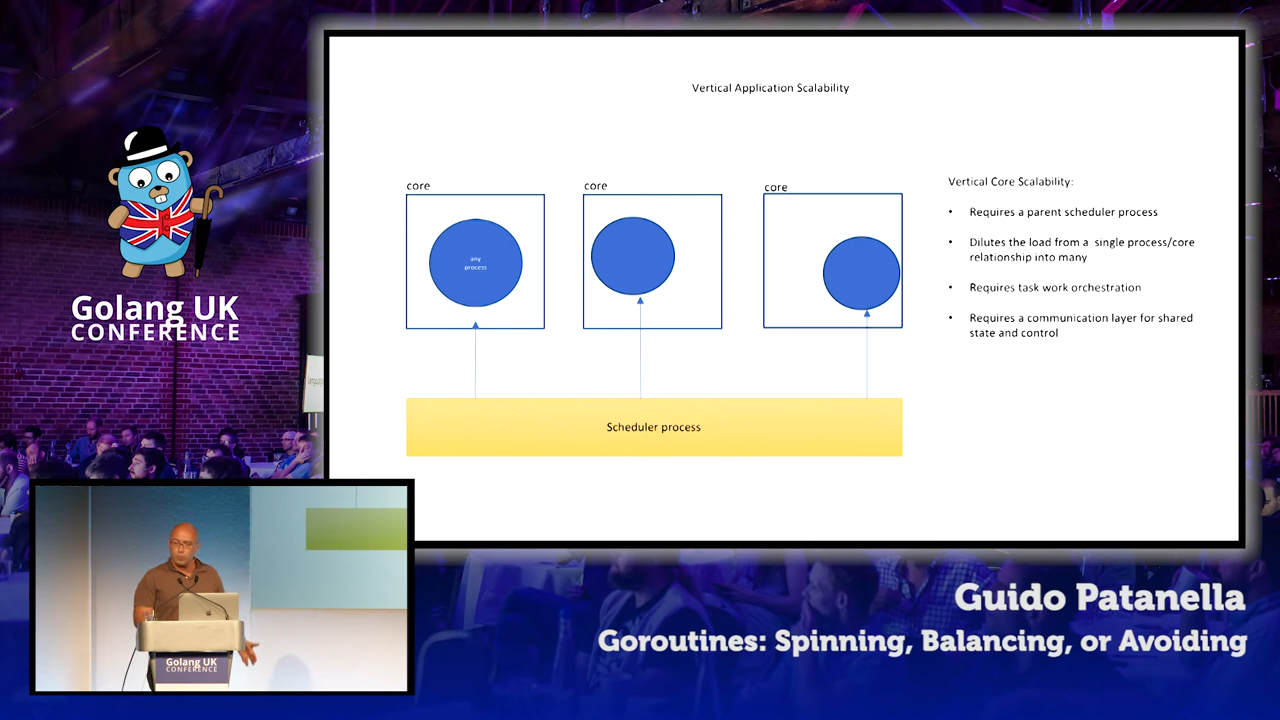 Vertical Application Scalability
core
core
core
any
process
Scheduler process
Vertical Core Scalability:
• Requires a parent scheduler process
• Dilutes the load from a single process/core
relationship into many
• Requires task work orchestration
• Requires a communication layer for shared
state and control
Golang UK
CONFERENCE
Golang UK
CONFERENCE
Guido Patanella
Goroutines: Spinning, Balancing, or Avoiding